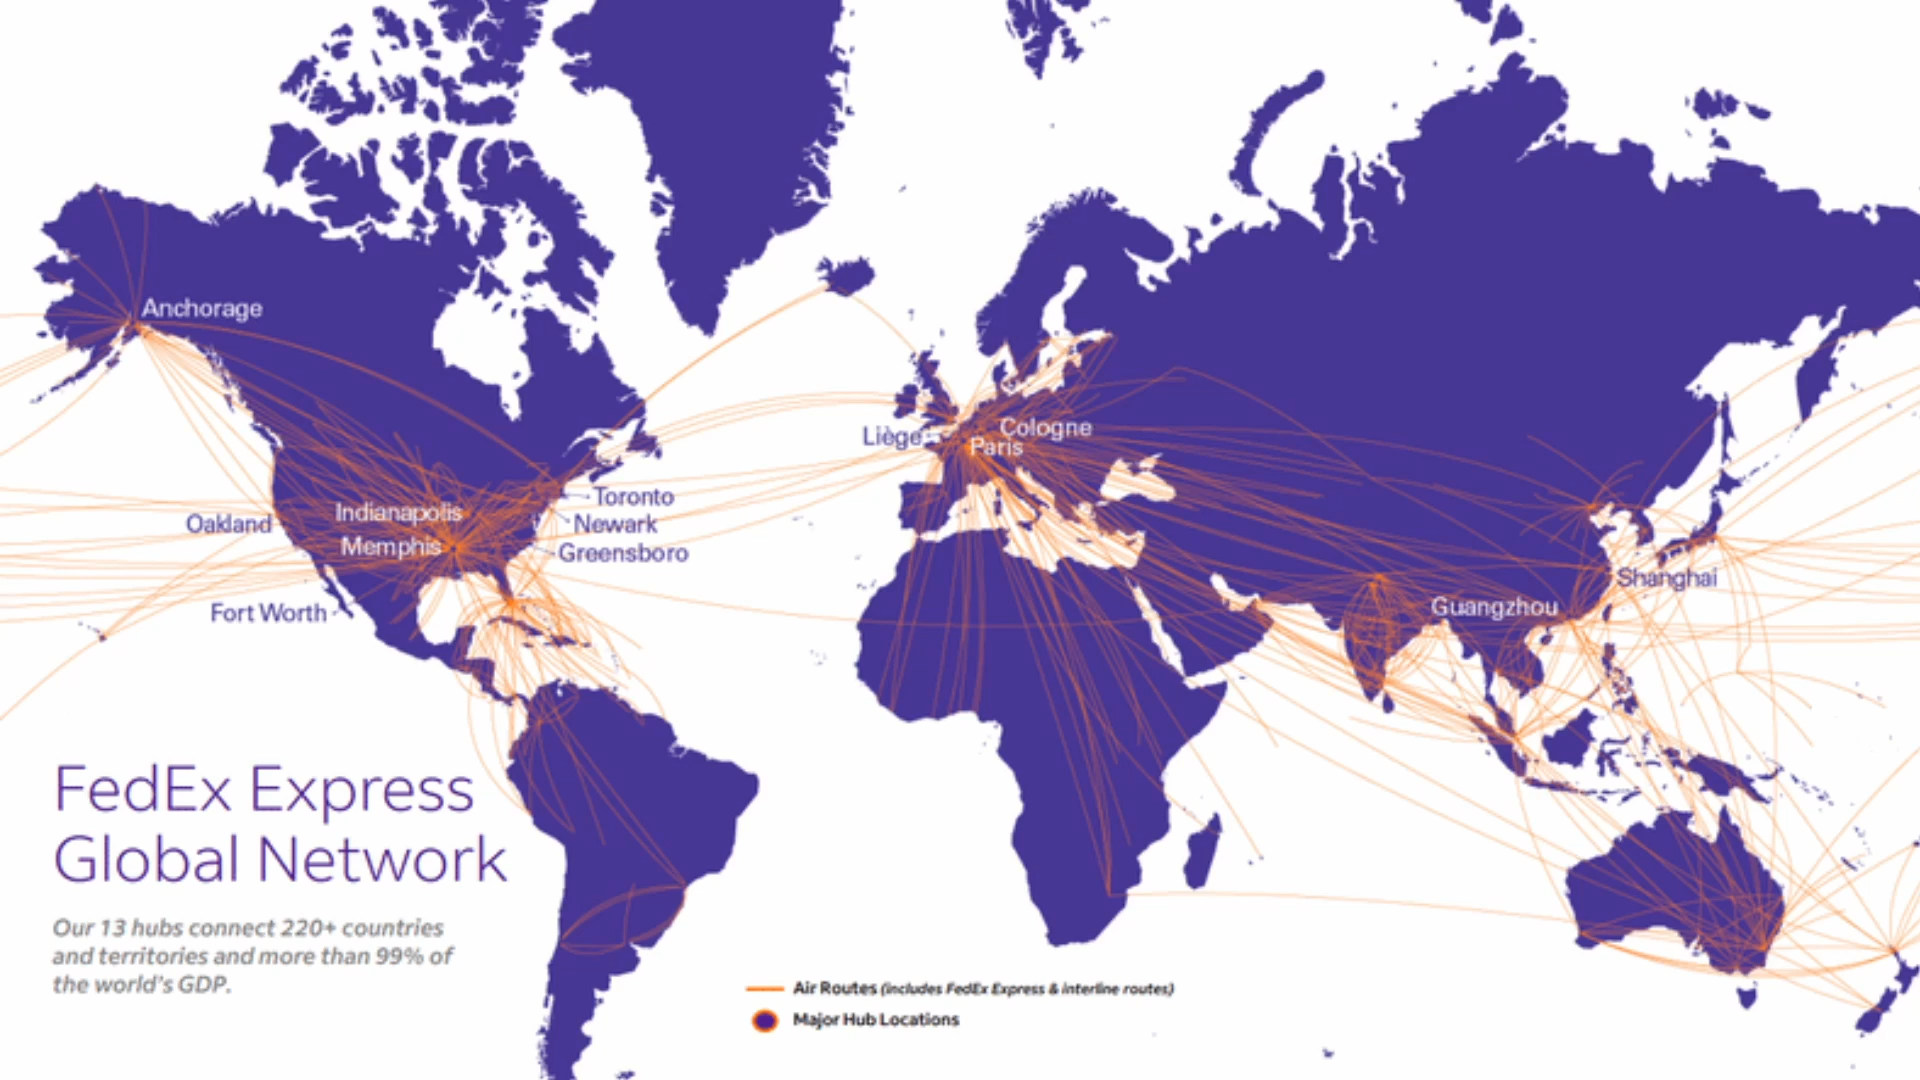 Anchorage
Cologne
Liège
Paris
Indianapolis
Toronto
Oakland
Newark
Memphis
Greensboro
Shanghai
Guangzhou
Fort Worth
FedEx Express
Global Network
Our 13 hubs connect 220+ countries
and territories and more than 99% of
the world's GDP.
Air Routes (includes FedEx Express & interline routes)
Major Hub Locations